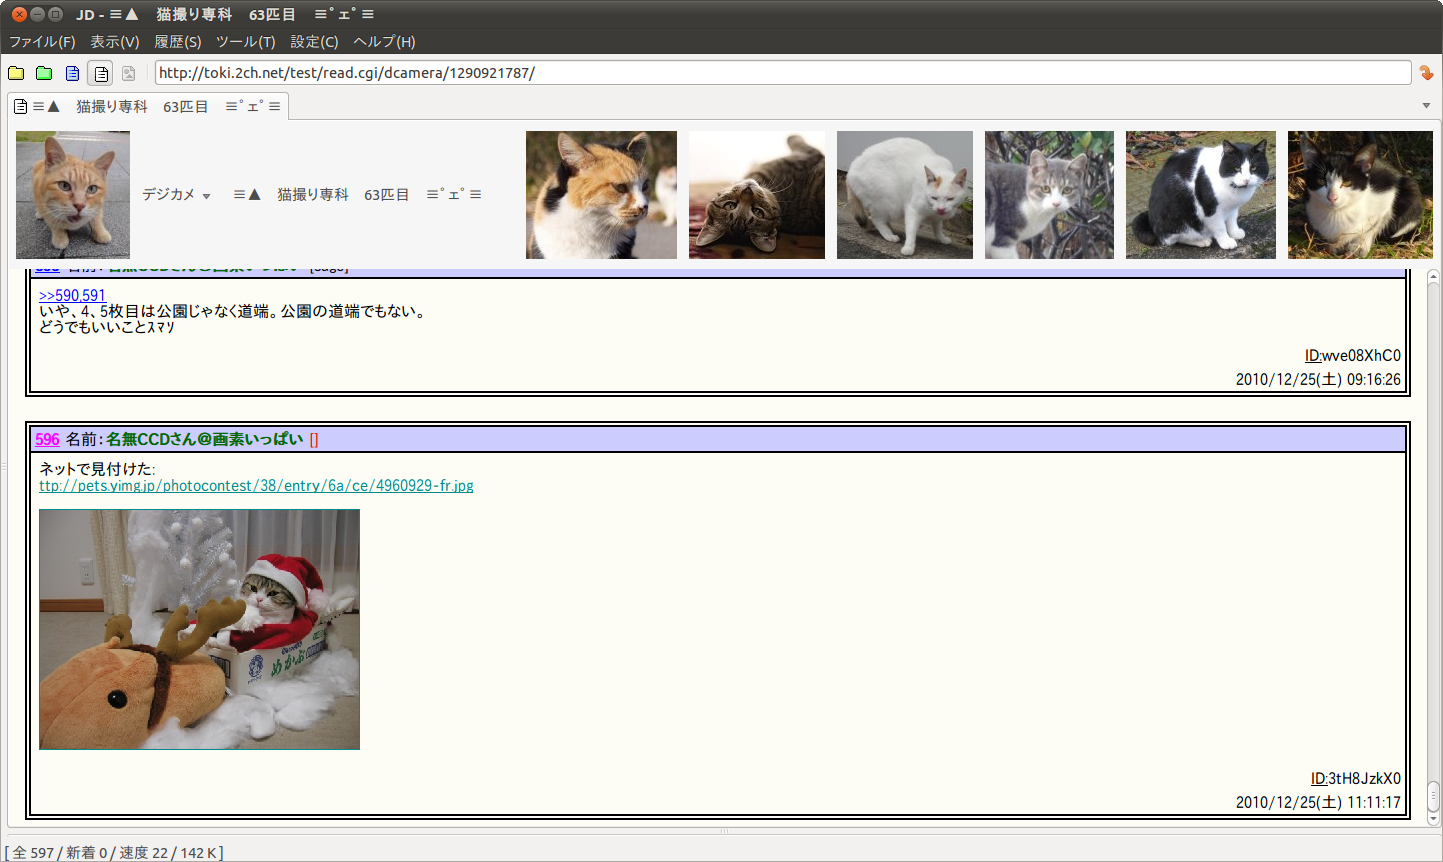 JD - ≡▲　猫撮り専科　63匹目　≡ﾟェﾟ≡
ファイル(F) 表示(V) 履歴(S) ツール(T) 設定(C) ヘルプ(H)
http://toki.2ch.net/test/read.cgi/dcamera/1290921787/
≡▲　猫撮り専科　63匹目　≡ﾟェﾟ≡
デジカメ　≡▲　猫撮り専科　63匹目　≡ﾟェﾟ≡
>>590,591
いや、4、5枚目は公園じゃなく道端。公園の道端でもない。
どうでもいいことｽﾏｿ
ID:wve08XhC0
2010/12/25(土) 09:16:26
596 名前：名無CCDさん＠画素いっぱい []
ネットで見付けた:
ttp://pets.yimg.jp/photocontest/38/entry/6a/ce/4960929-fr.jpg
めかぶ
ID:3tH8JzkX0
2010/12/25(土) 11:11:17
[ 全 597 / 新着 0 / 速度 22 / 142 K ]